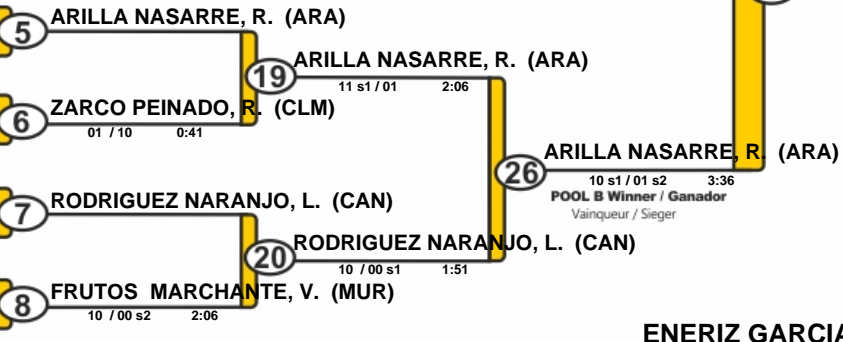 5 ARILLA NASARRE, R. (ARA)
19 ARILLA NASARRE, R. (ARA)
11 s1 / 01 2:06
6 ZARCO PEINADO, R. (CLM)
01 / 10 0:41
26 ARILLA NASARRE, R. (ARA)
10 s1 / 01 s2 3:36
POOL B Winner / Ganador
Vainqueur / Sieger
7 RODRIGUEZ NARANJO, L. (CAN)
20 RODRIGUEZ NARANJO, L. (CAN)
10 / 00 s1 1:51
8 FRUTOS MARCHANTE, V. (MUR)
10 / 00 s2 2:06
ENERIZ GARCIA